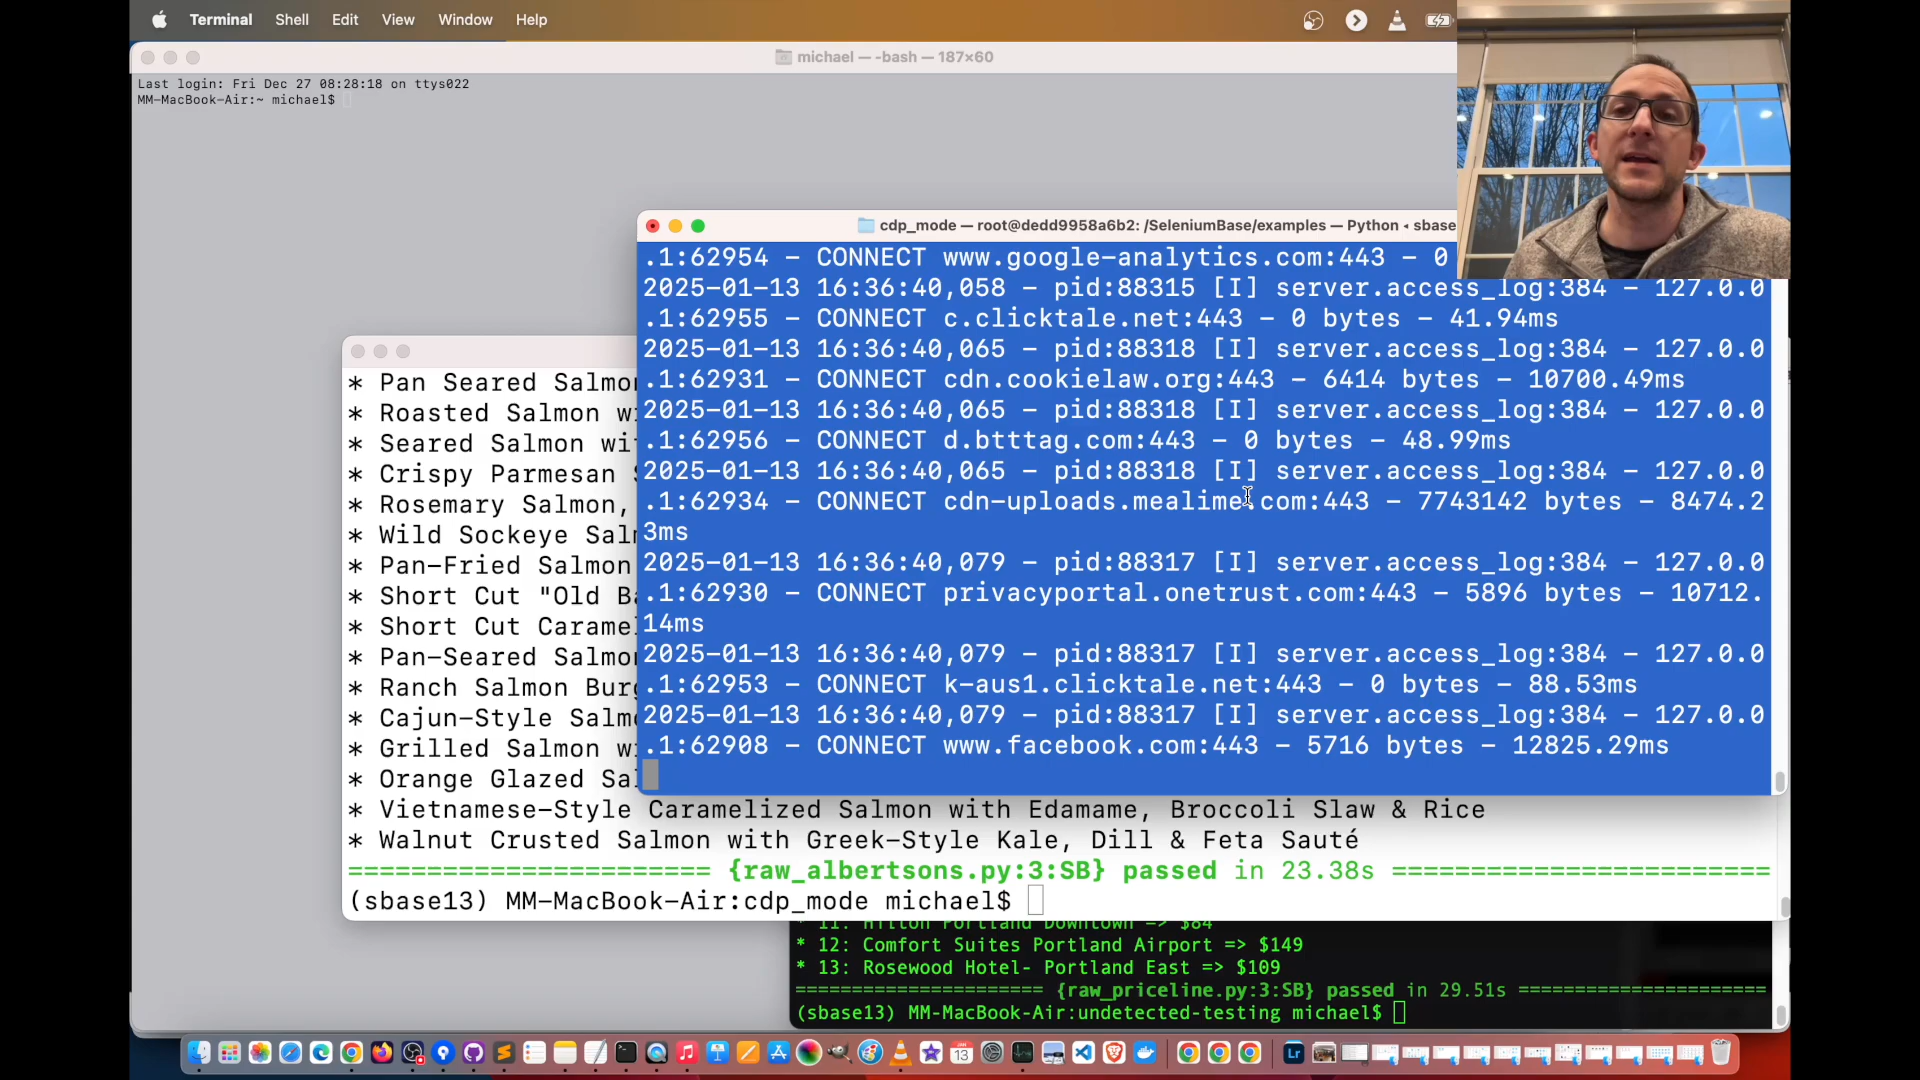 Terminal Shell Edit View Window Help
michael — -bash — 187×60
Last login: Fri Dec 27 08:28:18 on ttys022
MM-MacBook-Air:~ michael$
cdp_mode — root@dedd9958a6b2: /SeleniumBase/examples — Python ◂ sbase
.1:62954 – CONNECT www.google-analytics.com:443 – 0
2025-01-13 16:36:40,058 – pid:88315 [I] server.access_log:384 – 127.0.0
.1:62955 – CONNECT c.clicktale.net:443 – 0 bytes – 41.94ms
2025-01-13 16:36:40,065 – pid:88318 [I] server.access_log:384 – 127.0.0
.1:62931 – CONNECT cdn.cookielaw.org:443 – 6414 bytes – 10700.49ms
2025-01-13 16:36:40,065 – pid:88318 [I] server.access_log:384 – 127.0.0
.1:62956 – CONNECT d.btttag.com:443 – 0 bytes – 48.99ms
2025-01-13 16:36:40,065 – pid:88318 [I] server.access_log:384 – 127.0.0
.1:62934 – CONNECT cdn-uploads.mealime.com:443 – 7743142 bytes – 8474.2
3ms
2025-01-13 16:36:40,079 – pid:88317 [I] server.access_log:384 – 127.0.0
.1:62930 – CONNECT privacyportal.onetrust.com:443 – 5896 bytes – 10712.
14ms
2025-01-13 16:36:40,079 – pid:88317 [I] server.access_log:384 – 127.0.0
.1:62953 – CONNECT k-aus1.clicktale.net:443 – 0 bytes – 88.53ms
2025-01-13 16:36:40,079 – pid:88317 [I] server.access_log:384 – 127.0.0
.1:62908 – CONNECT www.facebook.com:443 – 5716 bytes – 12825.29ms
* Pan Seared Salmon
* Roasted Salmon
* Seared Salmon
* Crispy Parmesan
* Rosemary Salmon,
* Wild Sockeye
* Pan-Fried Salmon
* Short Cut "Old
* Short Cut
* Pan-Seared Salmon
* Ranch Salmon
* Cajun-Style
* Grilled Salmon
* Orange Glazed
* Vietnamese-Style Caramelized Salmon with Edamame, Broccoli Slaw & Rice
* Walnut Crusted Salmon with Greek-Style Kale, Dill & Feta Sauté
======================= {raw_albertsons.py:3:SB} passed in 23.38s ========================
(sbase13) MM-MacBook-Air:cdp_mode michael$
* 11: Hilton Portland Downtown => $84
* 12: Comfort Suites Portland Airport => $149
* 13: Rosewood Hotel- Portland East => $109
====================== {raw_priceline.py:3:SB} passed in 29.51s ======================
(sbase13) MM-MacBook-Air:undetected-testing michael$
JAN
13
Lr